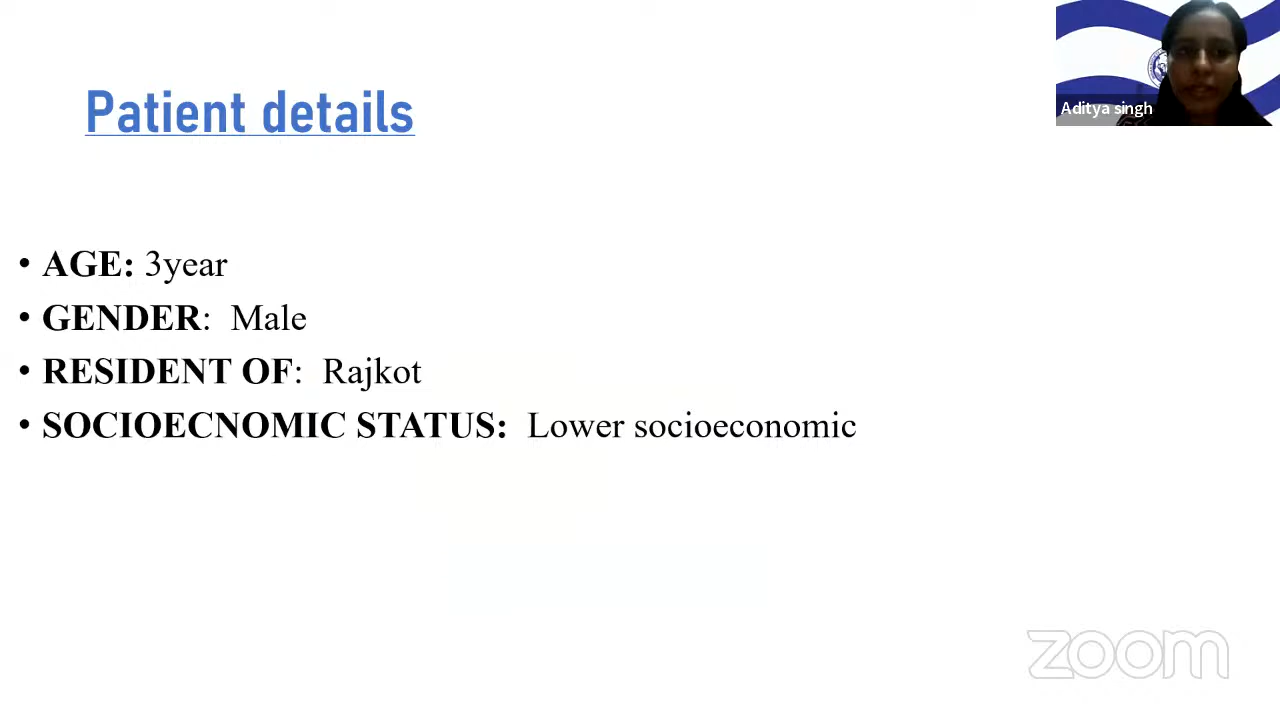 Patient details
Aditya singh
• AGE: 3year
• GENDER: Male
• RESIDENT OF: Rajkot
• SOCIOECNOMIC STATUS: Lower socioeconomic
zoom